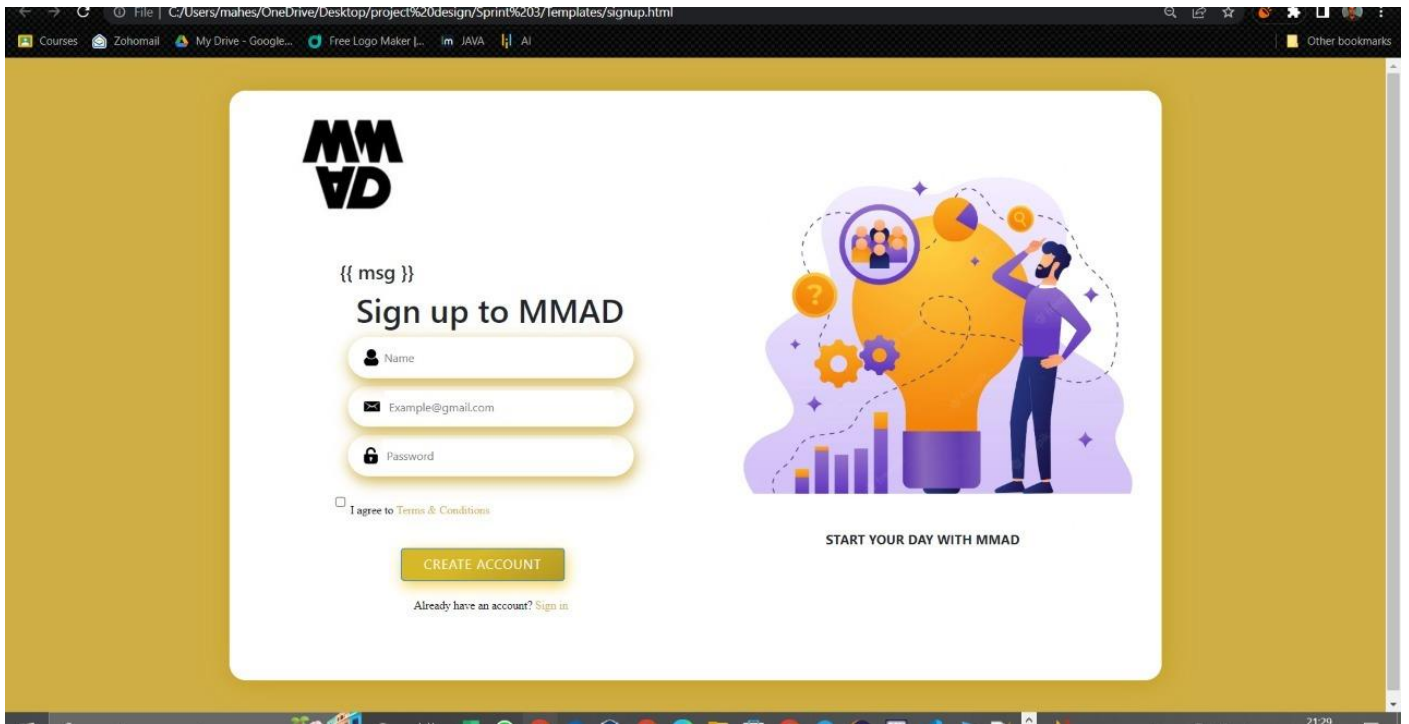 File | C:/Users/mahes/OneDrive/Desktop/project%20design/Sprint%203/Templates/signup.html
Courses Zohomail My Drive - Google... Free Logo Maker |... im JAVA AI Other bookmarks
MM
AD
{{ msg }}
Sign up to MMAD
Name
Example@gmail.com
Password
I agree to Terms & Conditions
CREATE ACCOUNT
Already have an account? Sign in
?
START YOUR DAY WITH MMAD
21:29